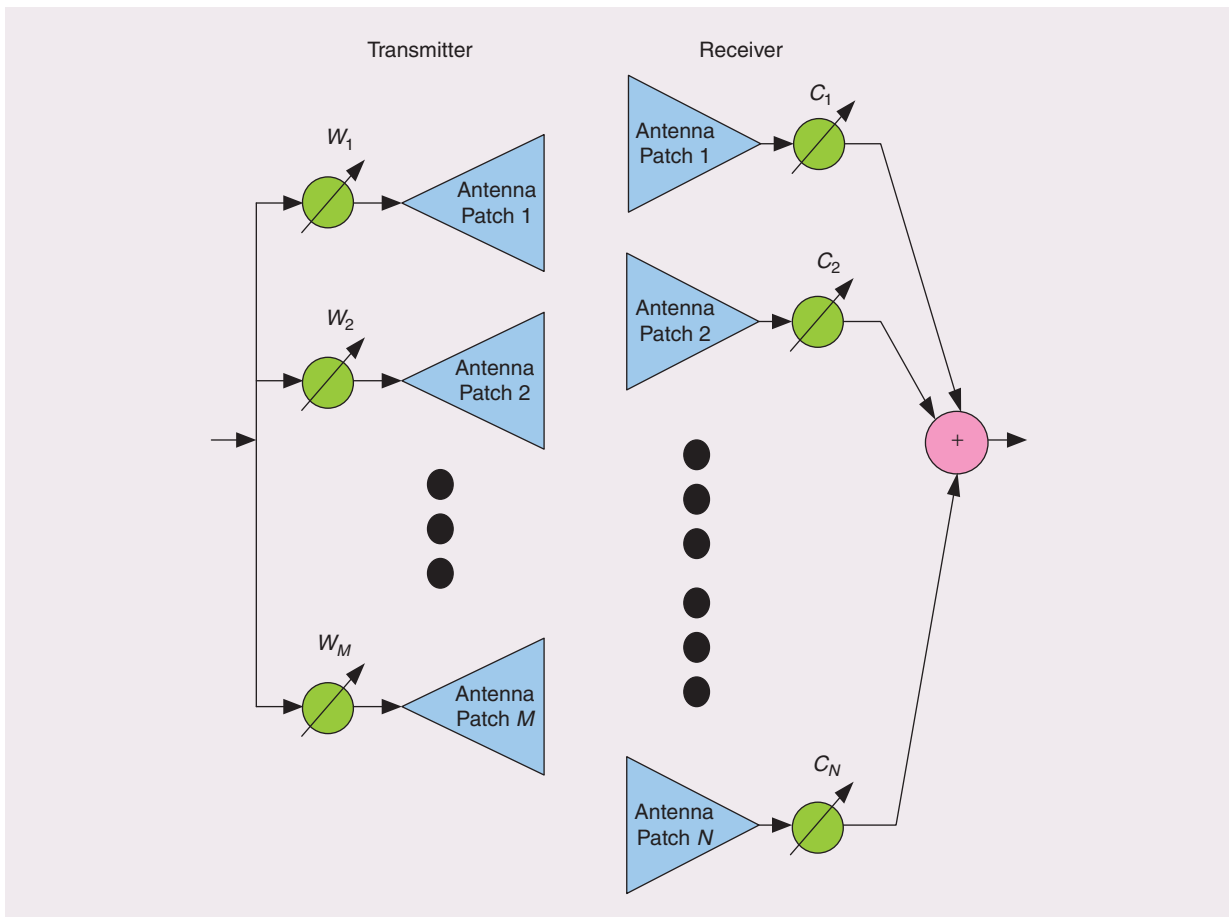 Transmitter
W1
Antenna
Patch 1
W2
Antenna
Patch 2
WM
Antenna
Patch M
Receiver
C1
Antenna
Patch 1
C2
Antenna
Patch 2
+
CN
Antenna
Patch N